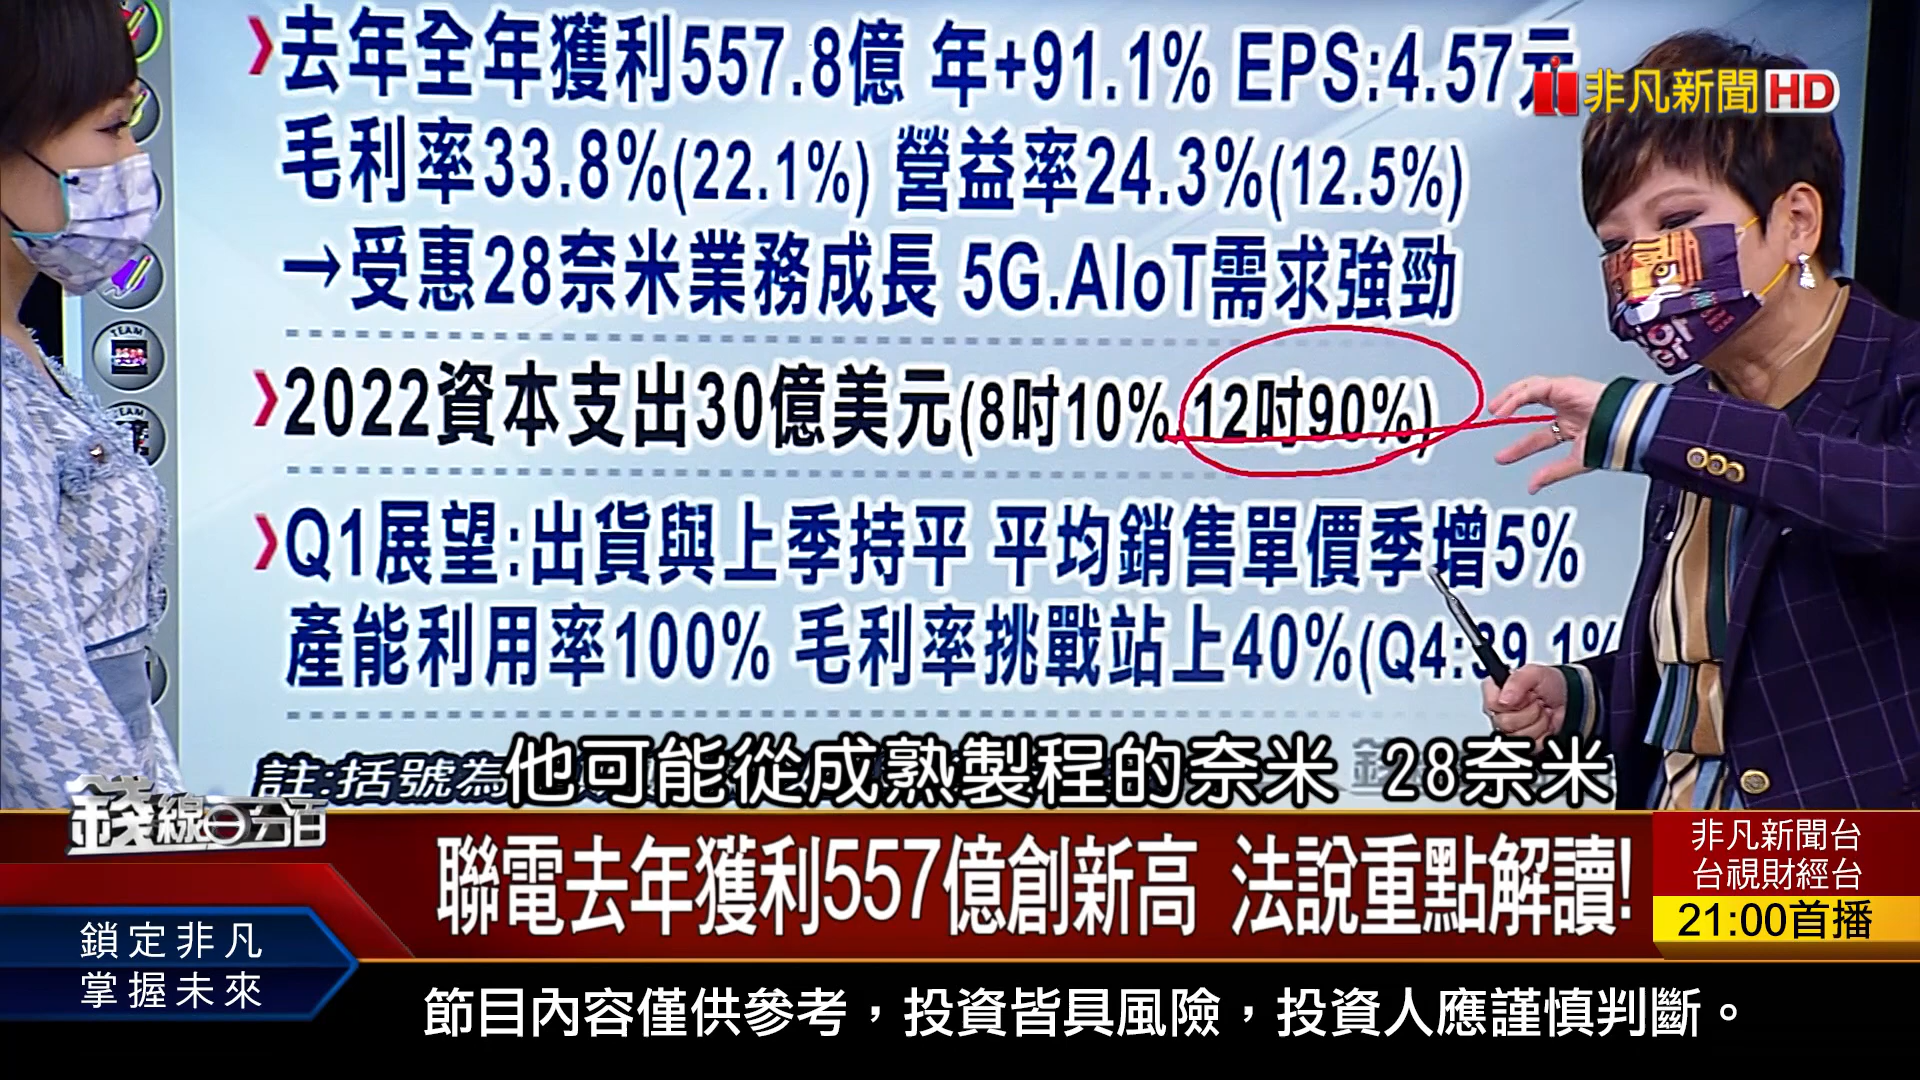 去年全年獲利557.8億 年+91.1% EPS:4.57元
非凡新聞HD
毛利率33.8%(22.1%) 營益率24.3%(12.5%)
→受惠28奈米業務成長 5G.AIoT需求強勁
TEAM
2022資本支出30億美元(8吋10% 12吋90%)
Q1展望:出貨與上季持平 平均銷售單價季增5%
產能利用率100% 毛利率挑戰站上40%(Q4:39.1%
註:括號為
他可能從成熟製程的奈米 28奈米
錢線百分百
聯電去年獲利557億創新高 法說重點解讀!
非凡新聞台
台視財經台
21:00首播
鎖定非凡
掌握未來
節目內容僅供參考，投資皆具風險，投資人應謹慎判斷。